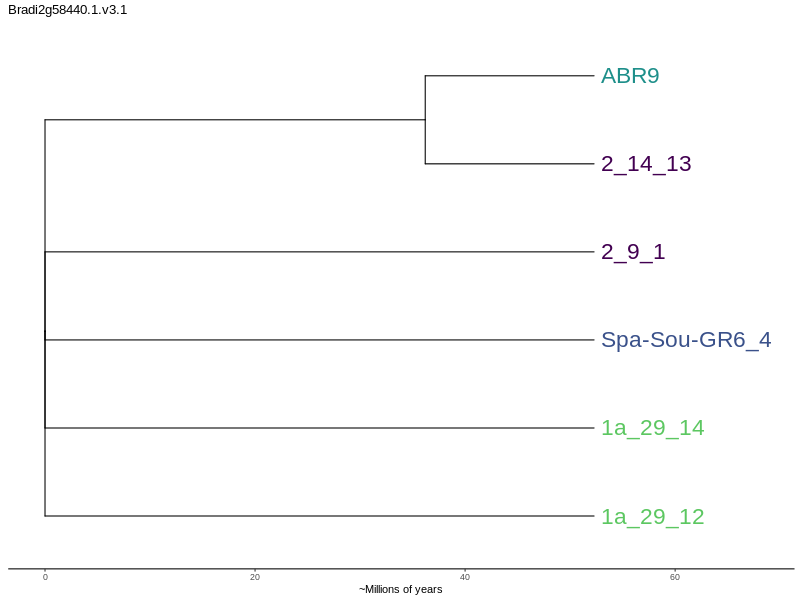 Bradi2g58440.1.v3.1
ABR9
2_14_13
2_9_1
Spa-Sou-GR6_4
1a_29_14
1a_29_12
0 20 40 60
~Millions of years